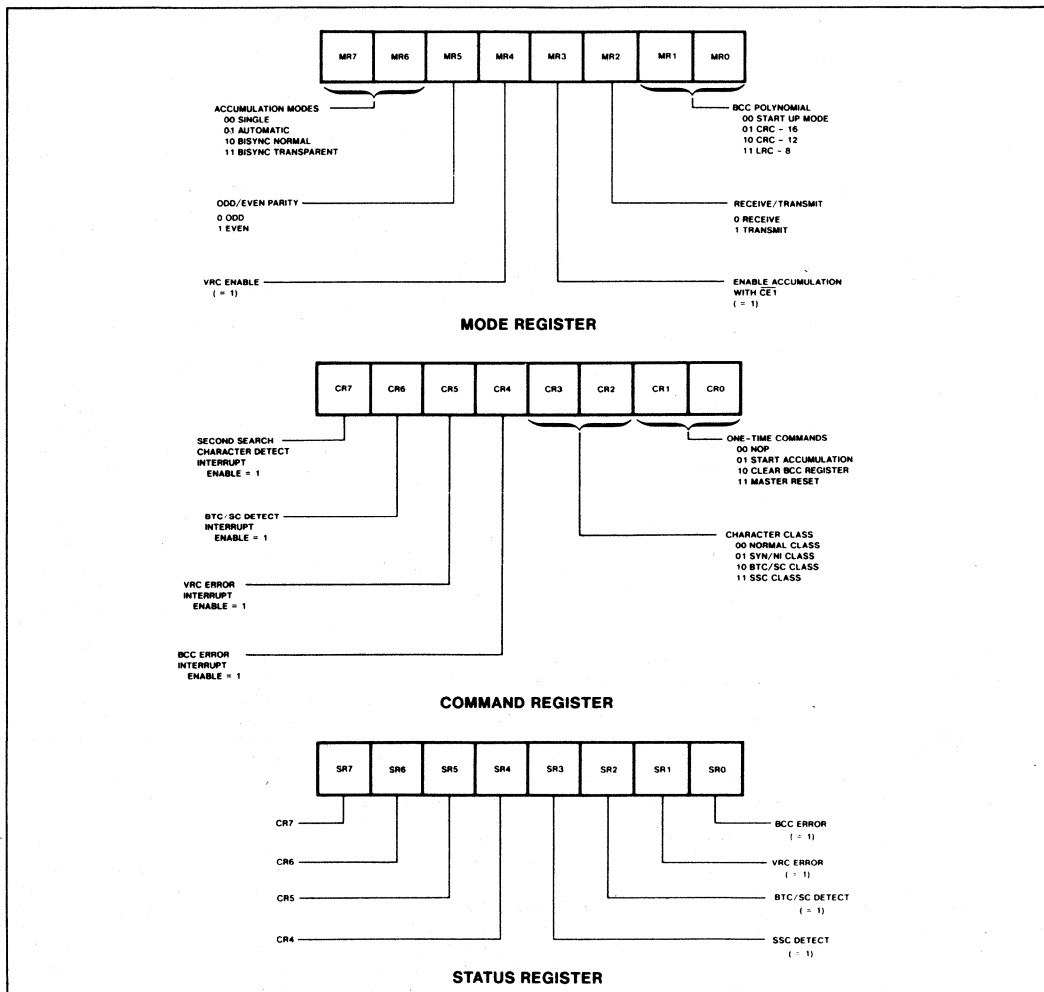 MR7 MR6 MR5 MR4 MR3 MR2 MR1 MR0
ACCUMULATION MODES
00 SINGLE
01 AUTOMATIC
10 BISYNC NORMAL
11 BISYNC TRANSPARENT
BCC POLYNOMIAL
00 START UP MODE
01 CRC - 16
10 CRC - 12
11 LRC - 8
ODD/EVEN PARITY
0 ODD
1 EVEN
RECEIVE/TRANSMIT
0 RECEIVE
1 TRANSMIT
VRC ENABLE
( = 1)
ENABLE ACCUMULATION
WITH C̅E̅1̅
( = 1)
MODE REGISTER
CR7 CR6 CR5 CR4 CR3 CR2 CR1 CR0
SECOND SEARCH
CHARACTER DETECT
INTERRUPT
ENABLE = 1
ONE-TIME COMMANDS
00 NOP
01 START ACCUMULATION
10 CLEAR BCC REGISTER
11 MASTER RESET
BTC/SC DETECT
INTERRUPT
ENABLE = 1
CHARACTER CLASS
00 NORMAL CLASS
01 SYN/NI CLASS
10 BTC/SC CLASS
11 SSC CLASS
VRC ERROR
INTERRUPT
ENABLE = 1
BCC ERROR
INTERRUPT
ENABLE = 1
COMMAND REGISTER
SR7 SR6 SR5 SR4 SR3 SR2 SR1 SR0
CR7
BCC ERROR
( = 1)
CR6
VRC ERROR
( = 1)
CR5
BTC/SC DETECT
( = 1)
CR4
SSC DETECT
( = 1)
STATUS REGISTER